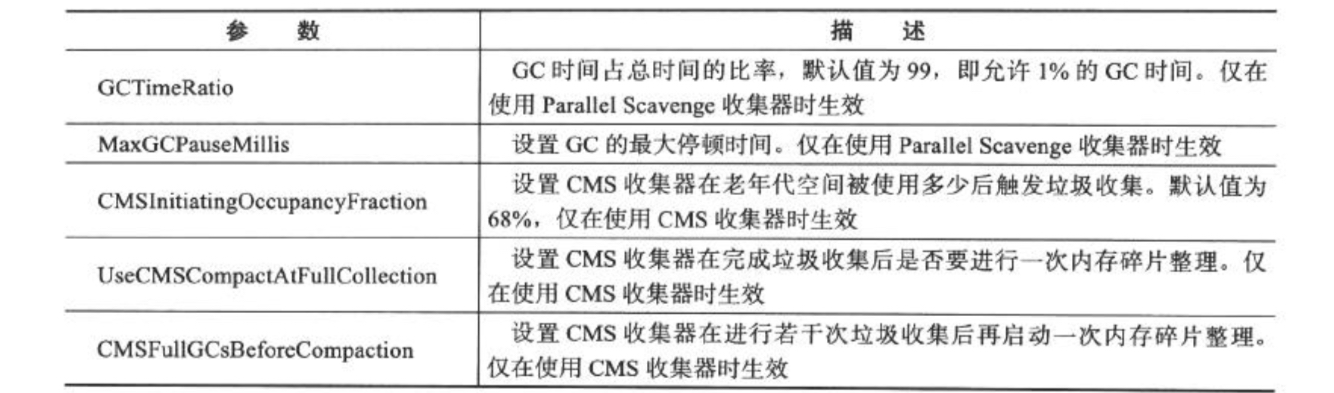 参 数 描 述
GCTimeRatio
GC 时间占总时间的比率，默认值为 99，即允许 1% 的 GC 时间。仅在
使用 Parallel Scavenge 收集器时生效
MaxGCPauseMillis
设置 GC 的最大停顿时间。仅在使用 Parallel Scavenge 收集器时生效
CMSInitiatingOccupancyFraction
设置 CMS 收集器在老年代空间被使用多少后触发垃圾收集。默认值为
68%，仅在使用 CMS 收集器时生效
UseCMSCompactAtFullCollection
设置 CMS 收集器在完成垃圾收集后是否要进行一次内存碎片整理。仅
在使用 CMS 收集器时生效
CMSFullGCsBeforeCompaction
设置 CMS 收集器在进行若干次垃圾收集后再启动一次内存碎片整理。
仅在使用 CMS 收集器时生效